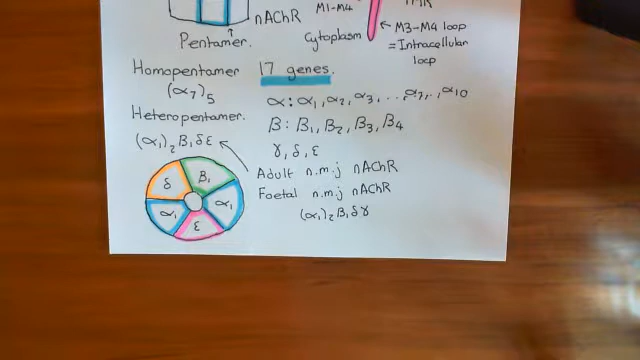 nAChR
Pentamer.
M1-M4
Cytoplasm
TMR
M3-M4 loop
= Intracellular
loop
Homopentamer
(α₇)₅
Heteropentamer.
(α₁)₂ β₁ δ ε
17 genes.
α : α₁, α₂, α₃, ... α₇, .., α₁₀
β : β₁, β₂, β₃, β₄
γ, δ, ε
Adult n.m.j nAChR
Foetal n.m.j nAChR
(α₁)₂ β₁ δ γ
δ
β₁
α₁
α₁
ε